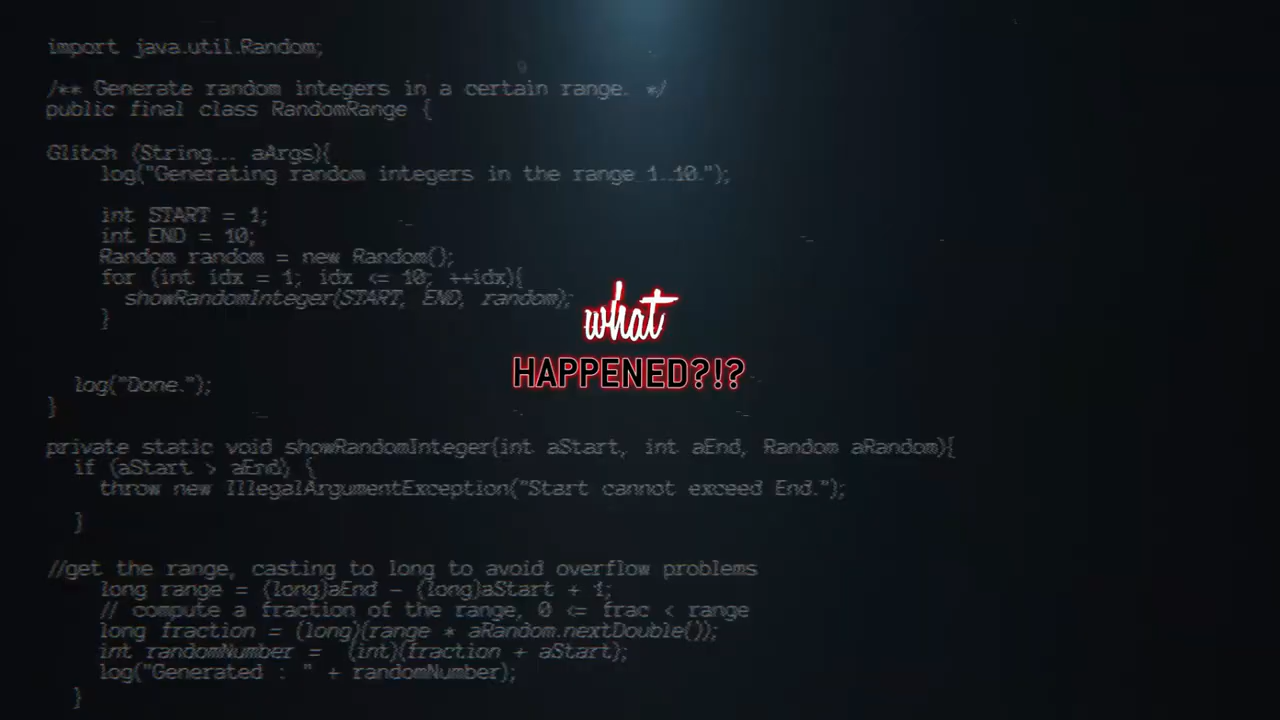 import java.util.Random;
/** Generate random integers in a certain range. */
public final class RandomRange {
Glitch (String... aArgs){
log("Generating random integers in the range 1..10.");
int START = 1;
int END = 10;
Random random = new Random();
for (int idx = 1; idx <= 10; ++idx){
showRandomInteger(START, END, random);
}
what
HAPPENED?!?
log("Done.");
}
private static void showRandomInteger(int aStart, int aEnd, Random aRandom){
if (aStart > aEnd) {
throw new IllegalArgumentException("Start cannot exceed End.");
}
//get the range, casting to long to avoid overflow problems
long range = (long)aEnd - (long)aStart + 1;
// compute a fraction of the range, 0 <= frac < range
long fraction = (long)(range * aRandom.nextDouble());
int randomNumber = (int)(fraction + aStart);
log("Generated : " + randomNumber);
}